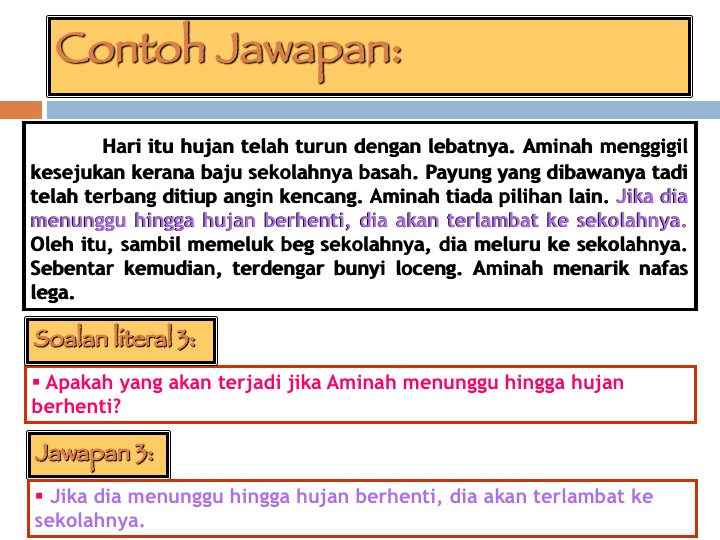 Contoh Jawapan:
Hari itu hujan telah turun dengan lebatnya. Aminah menggigil
kesejukan kerana baju sekolahnya basah. Payung yang dibawanya tadi
telah terbang ditiup angin kencang. Aminah tiada pilihan lain. Jika dia
menunggu hingga hujan berhenti, dia akan terlambat ke sekolahnya.
Oleh itu, sambil memeluk beg sekolahnya, dia meluru ke sekolahnya.
Sebentar kemudian, terdengar bunyi loceng. Aminah menarik nafas
lega.
Soalan literal 3:
▪ Apakah yang akan terjadi jika Aminah menunggu hingga hujan
berhenti?
Jawapan 3:
▪ Jika dia menunggu hingga hujan berhenti, dia akan terlambat ke
sekolahnya.